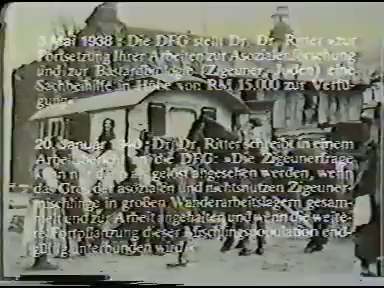 3. Mai 1938 : Die DFG stellt Dr. Dr. Ritter »zur
Fortsetzung Ihrer Arbeiten zur Asozialenforschung
und zur Bastardbiologie (Zigeuner, Juden) eine
Sachbeihilfe in Höhe von RM 15.000 zur Verfü-
gung«
20. Januar 1940 : Dr. Dr. Ritter schreibt in einem
Arbeitsbericht an die DFG: »Die Zigeunerfrage
kann nur dann als gelöst angesehen werden, wenn
das Gros der asozialen und nichtsnutzen Zigeuner-
mischlinge in großen Wanderarbeitslagern gesam-
melt und zur Arbeit angehalten und wenn die weite-
re Fortpflanzung dieser Mischlingspopulation end-
gültig unterbunden wird.«